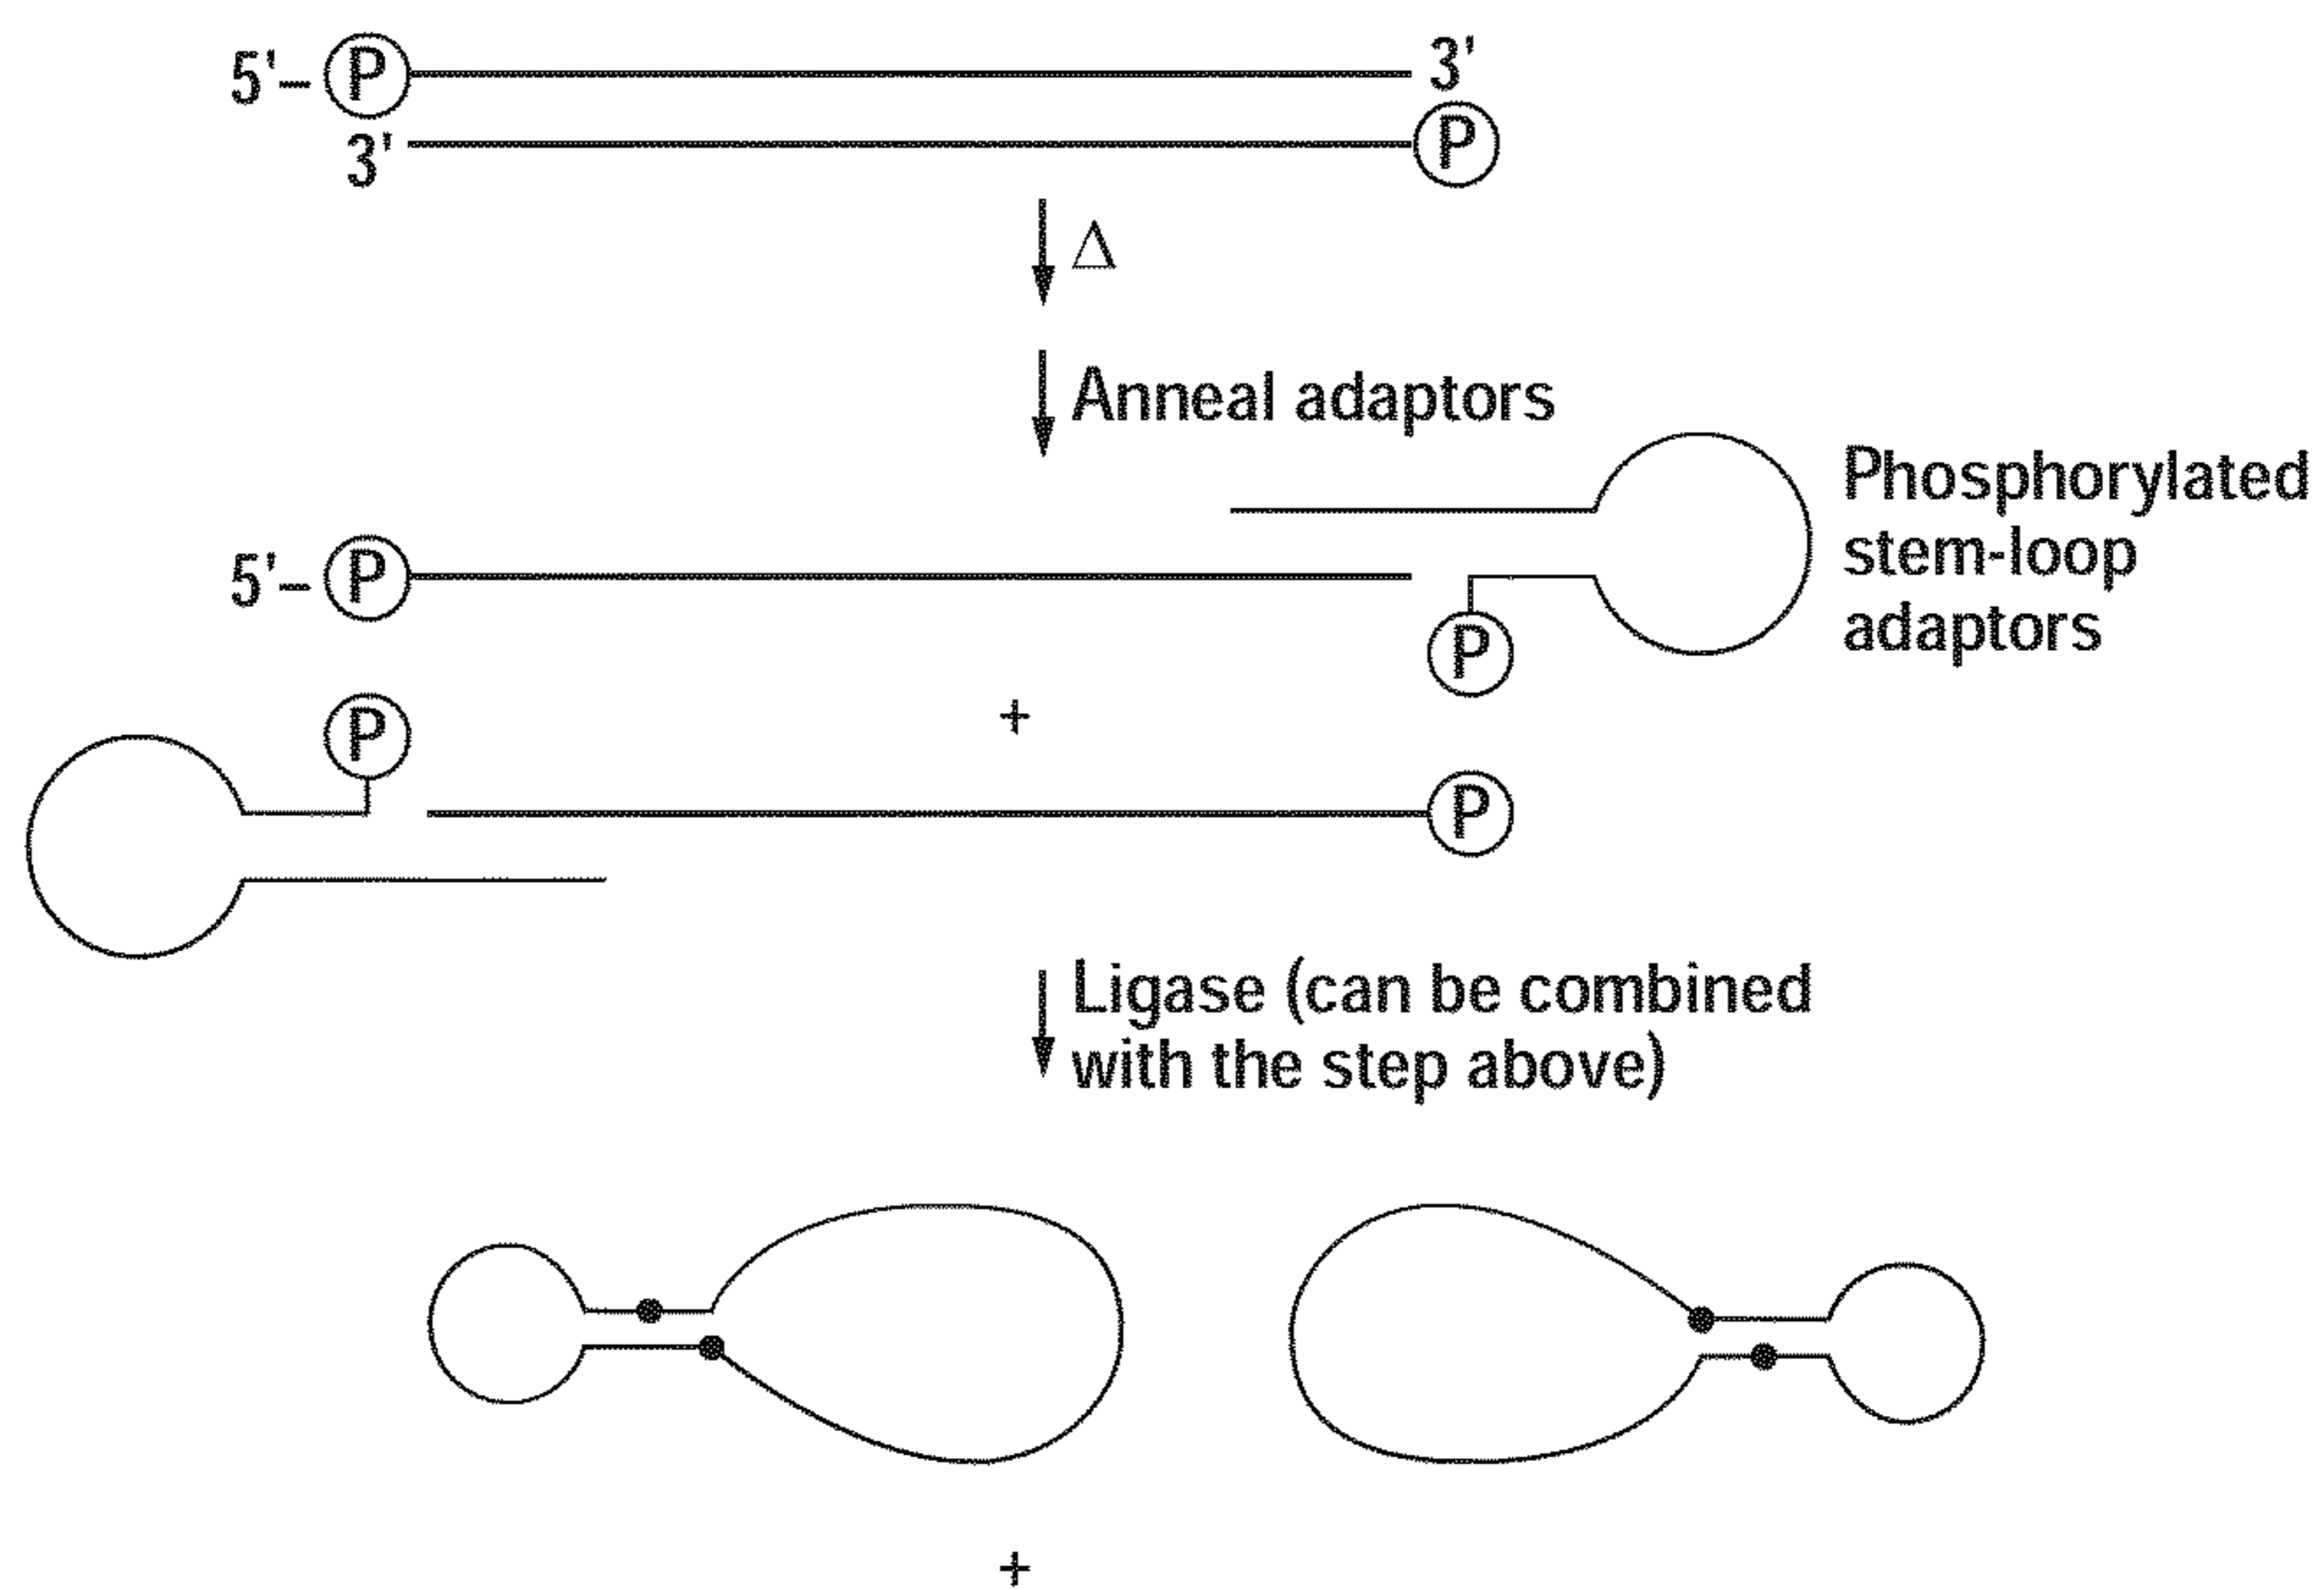 5'– P 3'
3' P
Δ
Anneal adaptors
Phosphorylated
stem-loop
adaptors
5'– P
P
P
+
P
Ligase (can be combined
with the step above)
+